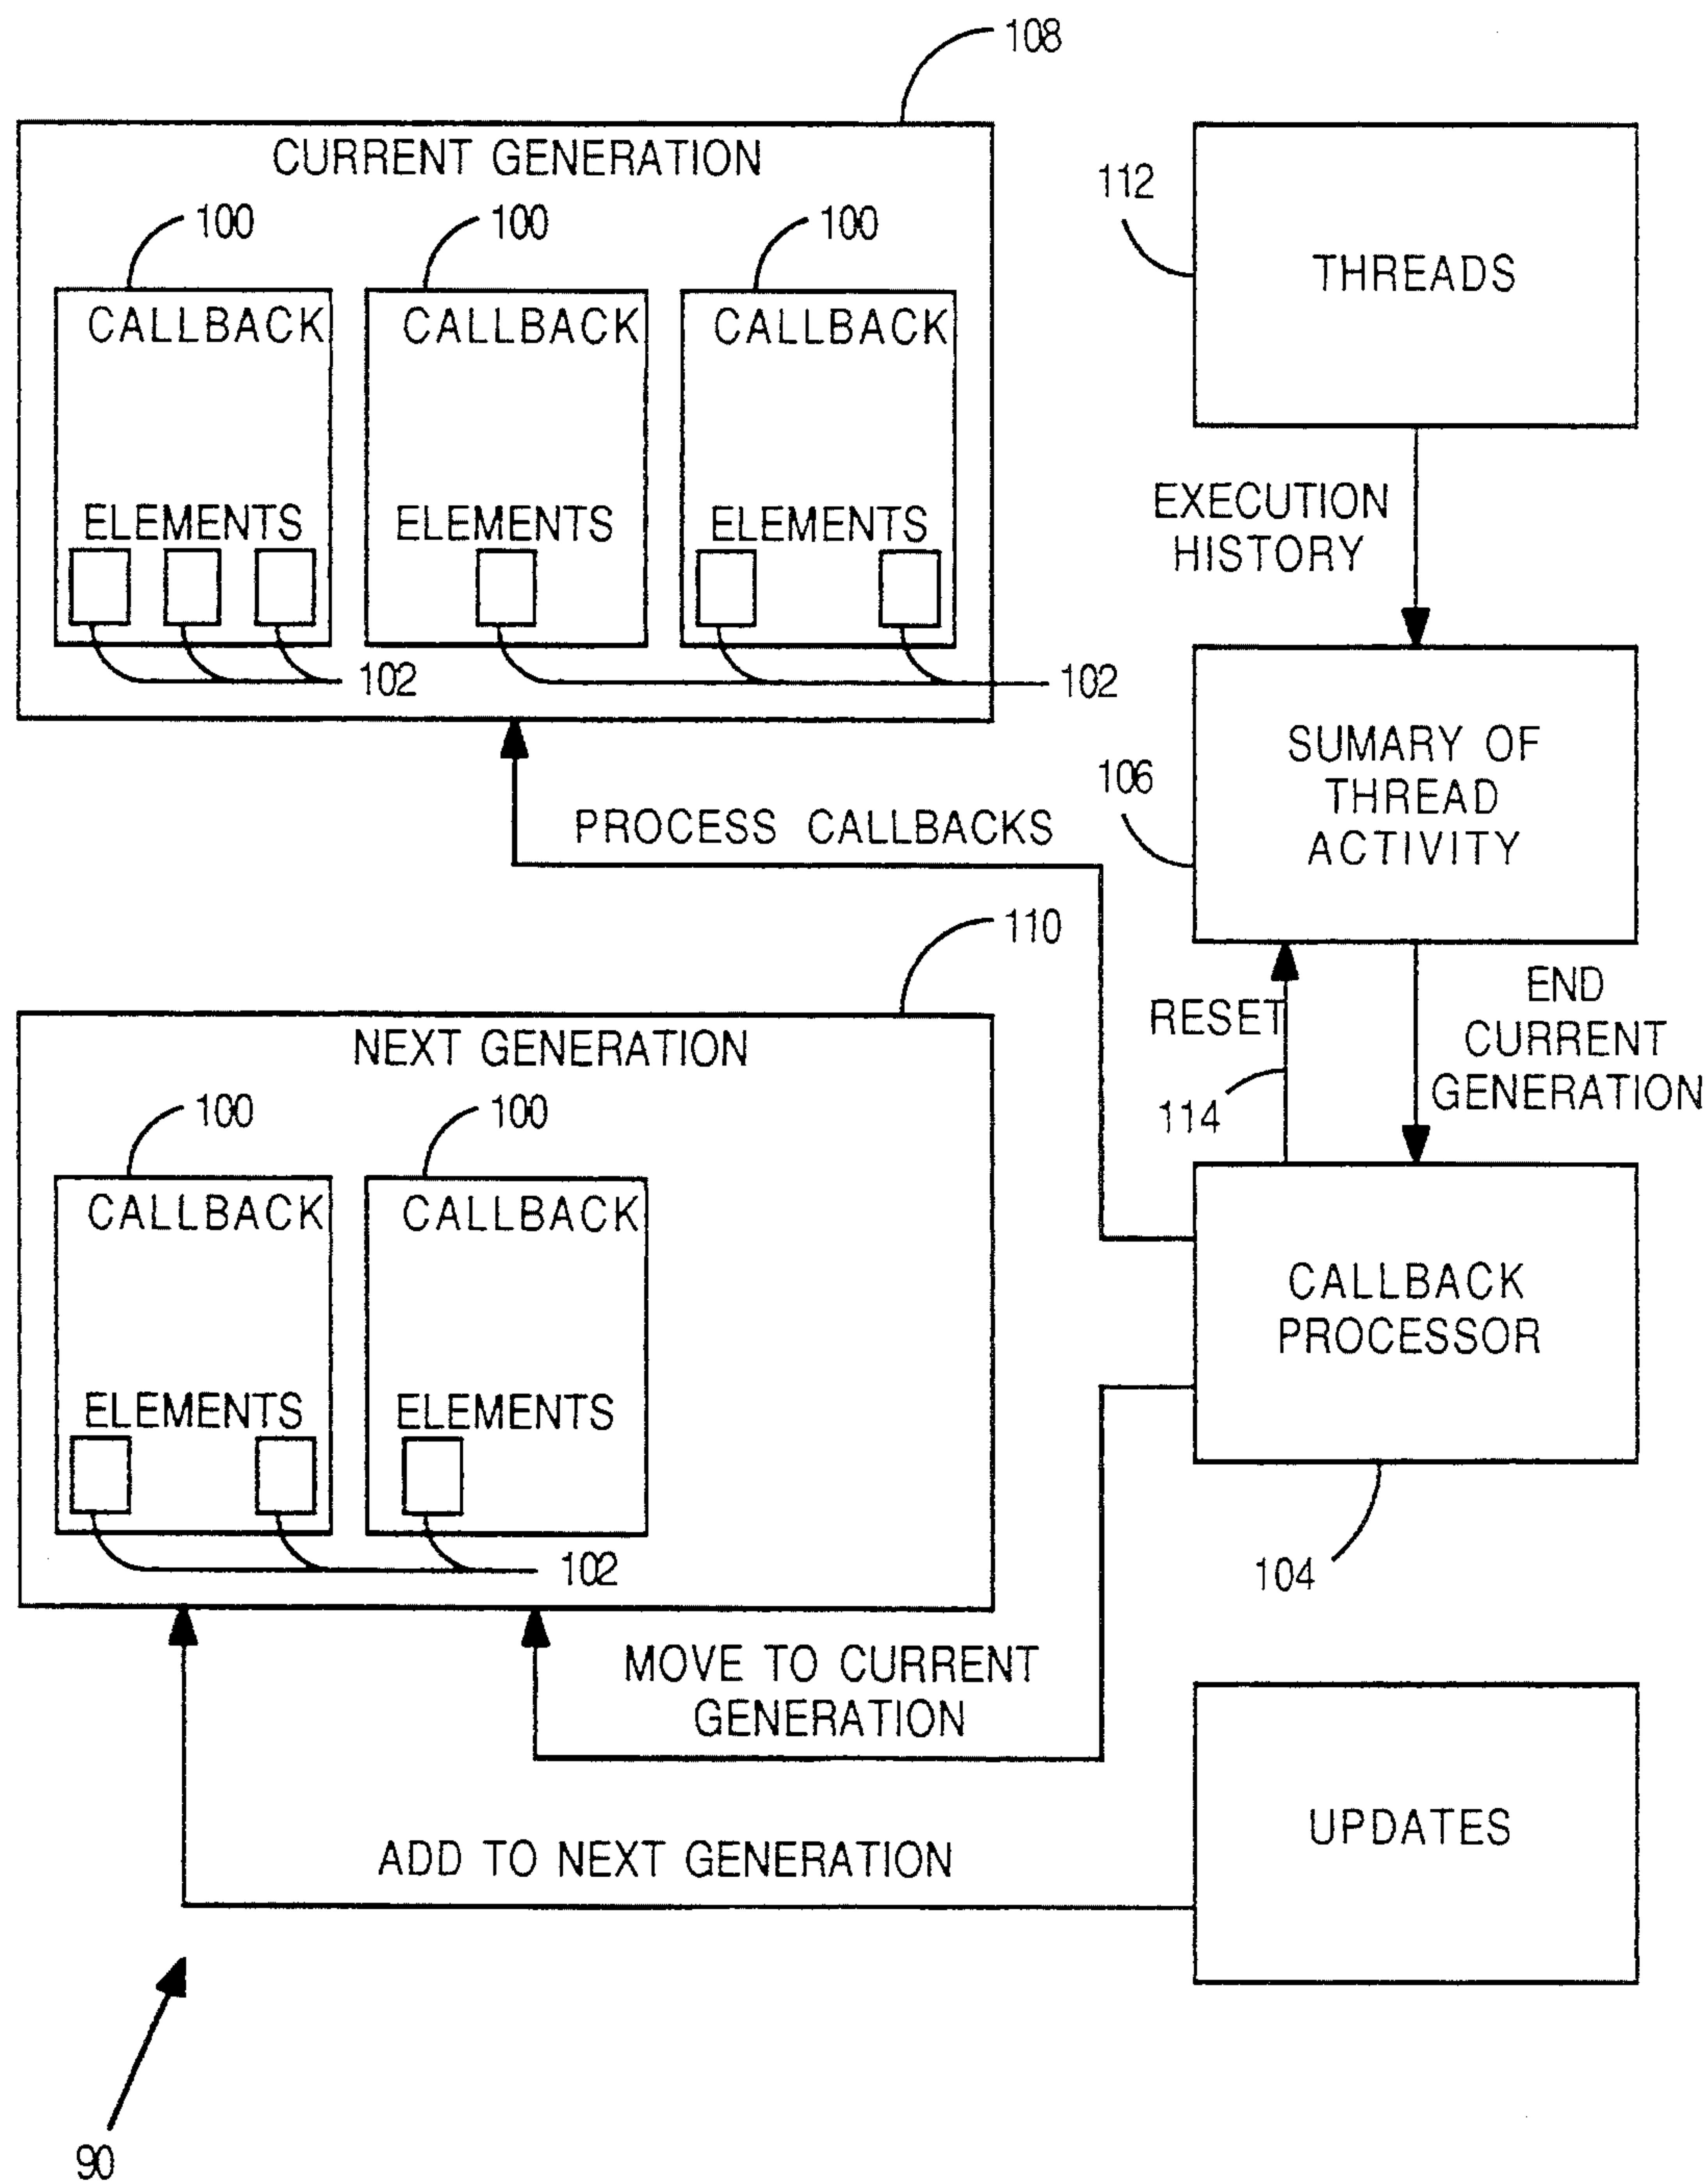 108
CURRENT GENERATION
100
100
100
CALLBACK
CALLBACK
CALLBACK
ELEMENTS
ELEMENTS
ELEMENTS
102
102
PROCESS CALLBACKS
110
NEXT GENERATION
100
100
CALLBACK
CALLBACK
ELEMENTS
ELEMENTS
102
MOVE TO CURRENT
GENERATION
ADD TO NEXT GENERATION
90
112
THREADS
EXECUTION
HISTORY
106
SUMARY OF
THREAD
ACTIVITY
RESET
114
END
CURRENT
GENERATION
CALLBACK
PROCESSOR
104
UPDATES